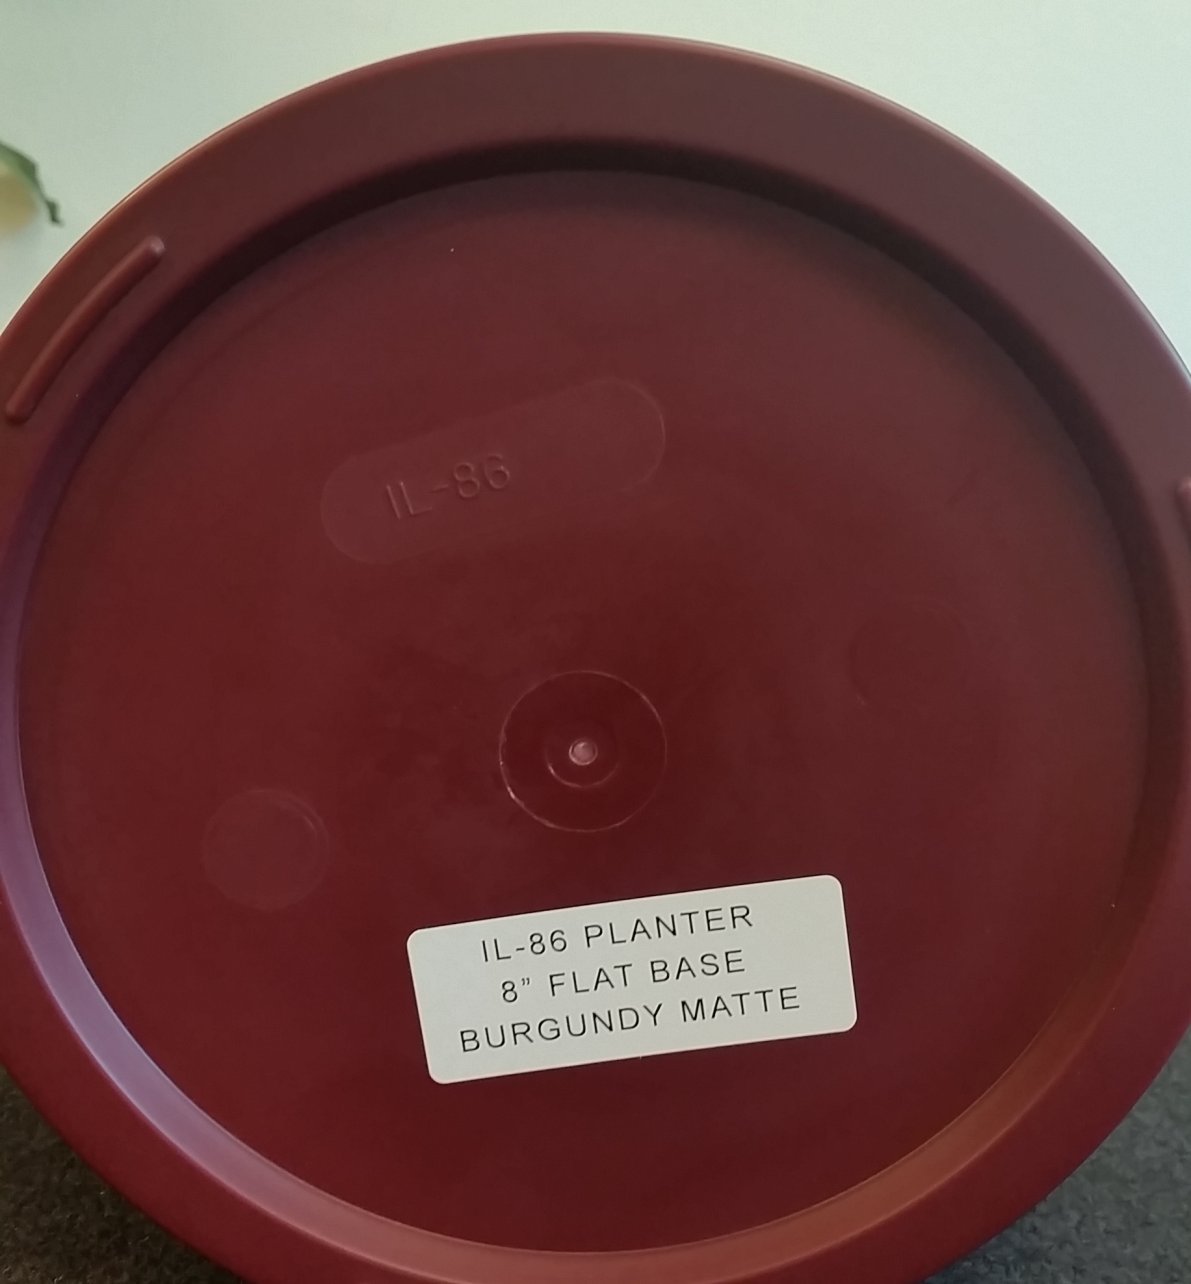 IL-86
IL-86 PLANTER
8” FLAT BASE
BURGUNDY MATTE